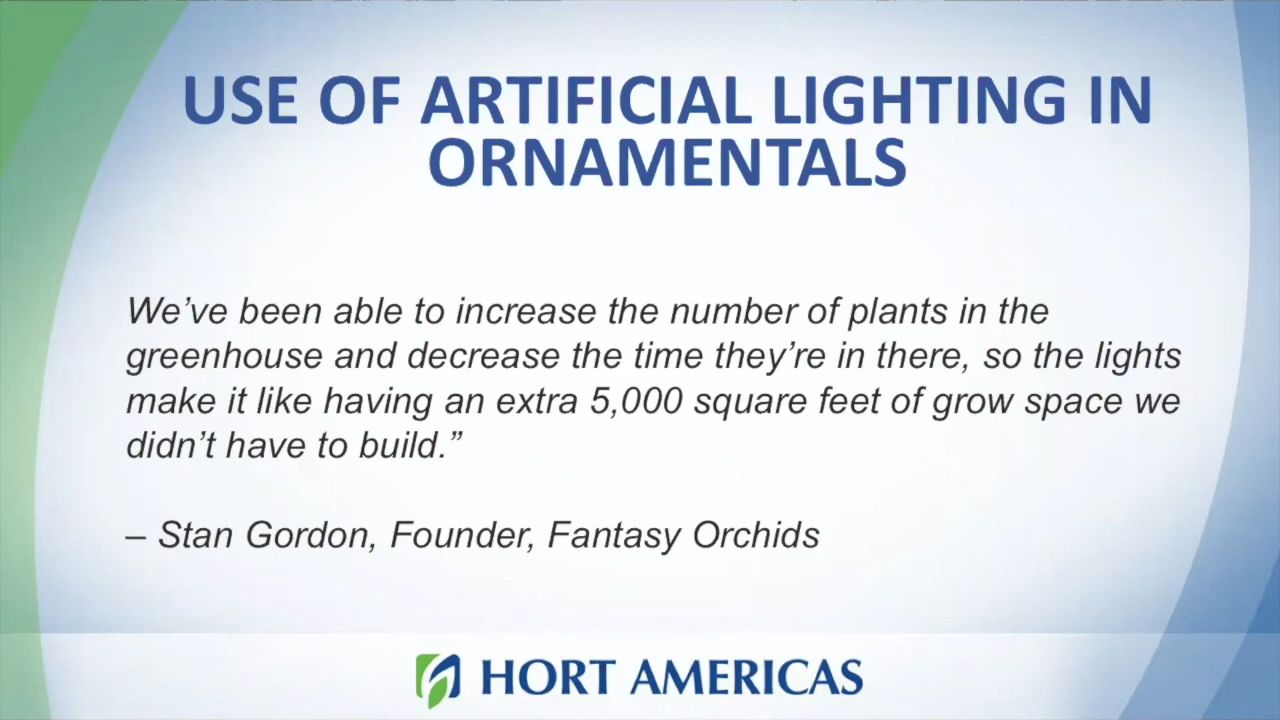 USE OF ARTIFICIAL LIGHTING IN
ORNAMENTALS
We’ve been able to increase the number of plants in the
greenhouse and decrease the time they’re in there, so the lights
make it like having an extra 5,000 square feet of grow space we
didn’t have to build.”
– Stan Gordon, Founder, Fantasy Orchids
HORT AMERICAS